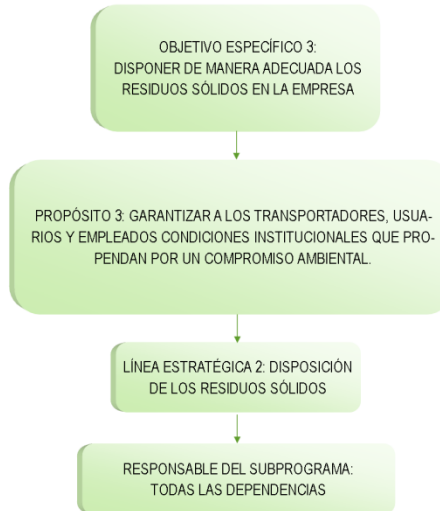 OBJETIVO ESPECÍFICO 3:
DISPONER DE MANERA ADECUADA LOS
RESIDUOS SÓLIDOS EN LA EMPRESA
PROPÓSITO 3: GARANTIZAR A LOS TRANSPORTADORES, USUA-
RIOS Y EMPLEADOS CONDICIONES INSTITUCIONALES QUE PRO-
PENDAN POR UN COMPROMISO AMBIENTAL.
LÍNEA ESTRATÉGICA 2: DISPOSICIÓN
DE LOS RESIDUOS SÓLIDOS
RESPONSABLE DEL SUBPROGRAMA:
TODAS LAS DEPENDENCIAS